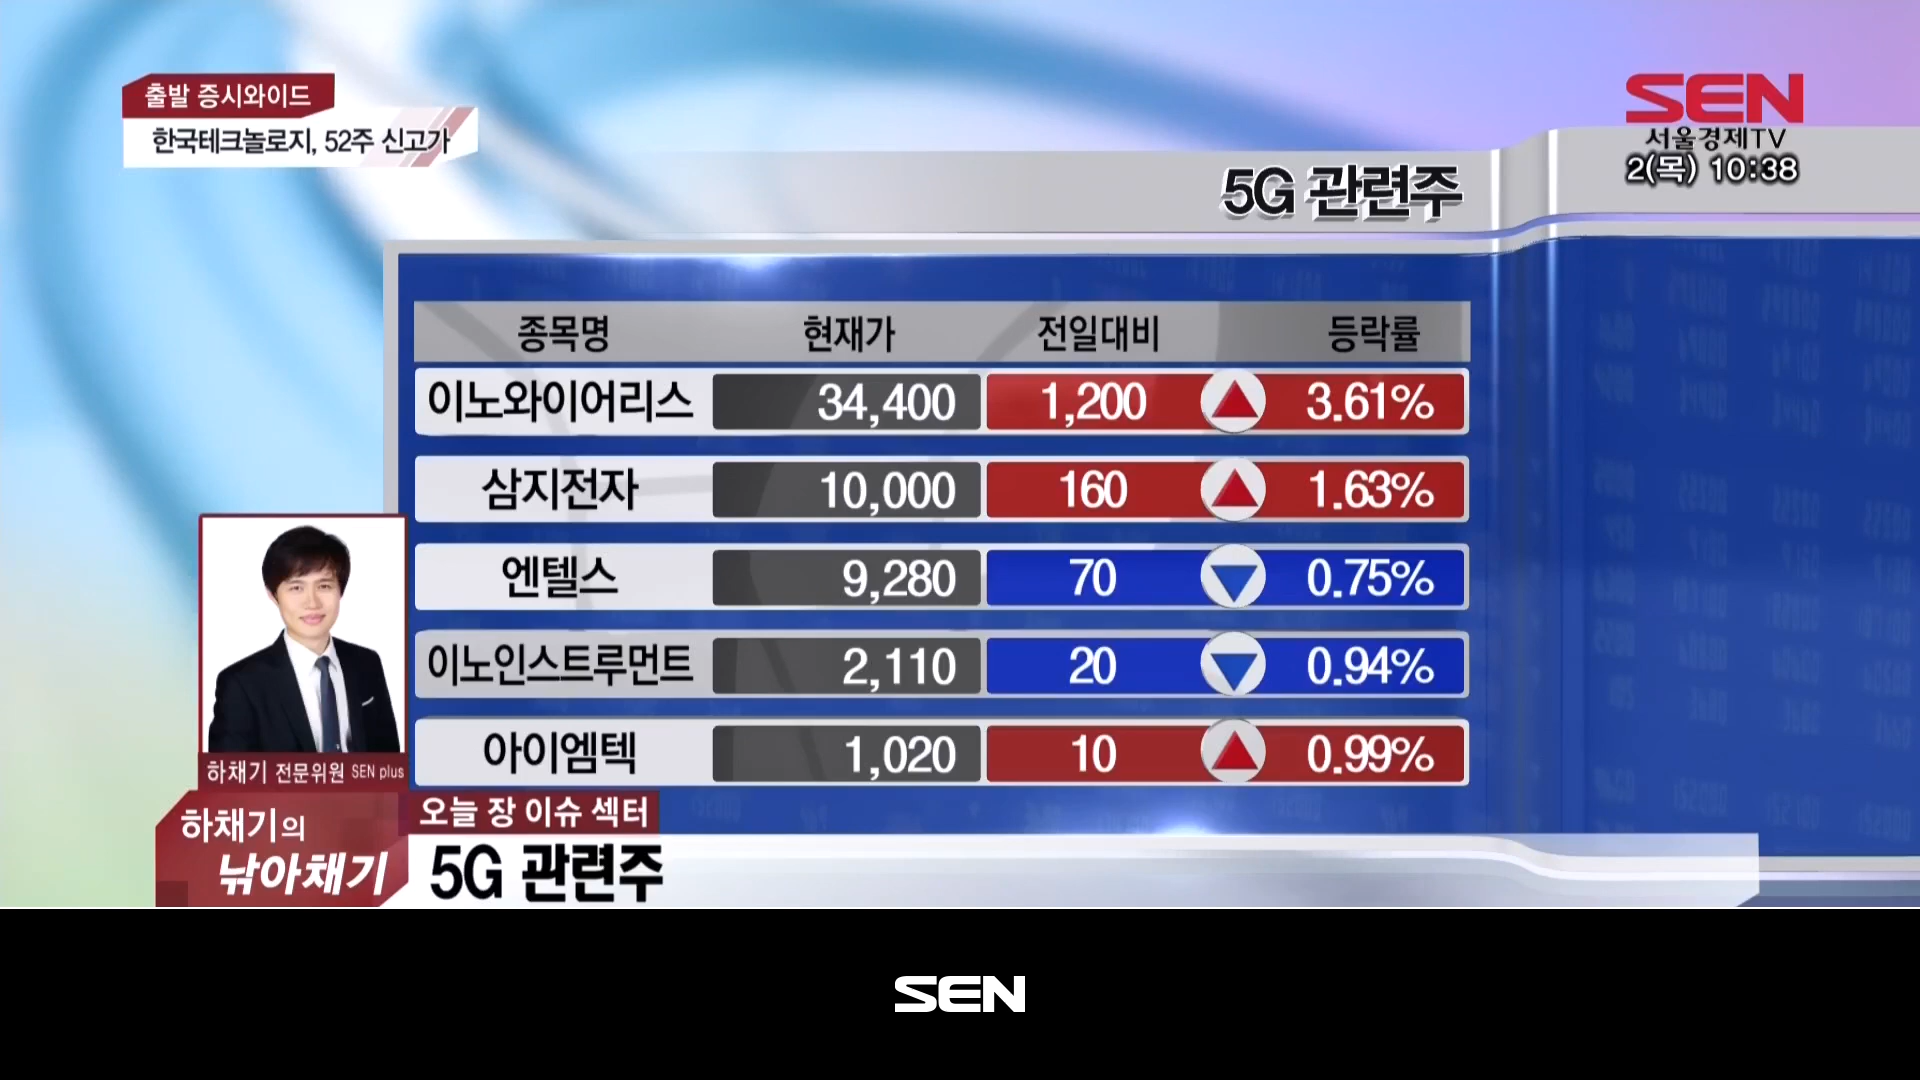 출발 증시와이드
한국테크놀로지, 52주 신고가
SEN
서울경제TV
2(목) 10:38
5G 관련주
종목명 현재가 전일대비 등락률
이노와이어리스 34,400 1,200 ▲ 3.61%
삼지전자 10,000 160 ▲ 1.63%
엔텔스 9,280 70 ▼ 0.75%
이노인스트루먼트 2,110 20 ▼ 0.94%
아이엠텍 1,020 10 ▲ 0.99%
하채기 전문위원 SEN plus
하채기의
낚아채기
오늘 장 이슈 섹터
5G 관련주
SEN